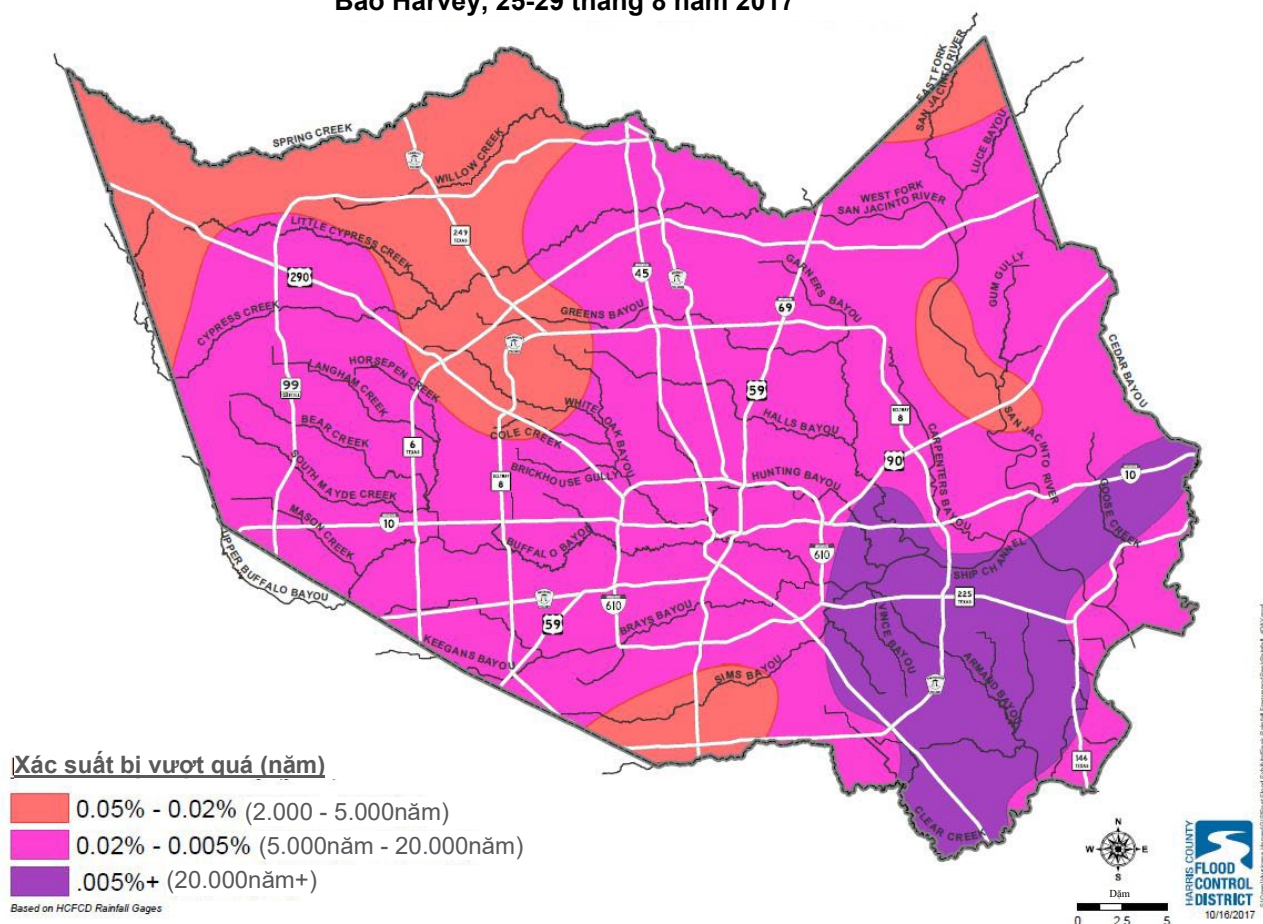 Bão Harvey, 25-29 tháng 8 năm 2017
EAST FORK
SAN JACINTO RIVER
SPRING CREEK
WILLOW CREEK
LUCE BAYOU
WEST FORK
SAN JACINTO RIVER
LITTLE CYPRESS CREEK
249
TEXAS
290
45
GARNERS BAYOU
GUM GULLY
69
CYPRESS CREEK
GREENS BAYOU
CEDAR BAYOU
HORSEPEN CREEK
LANGHAM CREEK
99
59
WHITE OAK BAYOU
HALLS BAYOU
BELTWAY
8
CARPENTERS BAYOU
SAN JACINTO RIVER
BEAR CREEK
6
TEXAS
COLE CREEK
90
SOUTH MAYDE CREEK
BRICKHOUSE GULLY
BELTWAY
8
HUNTING BAYOU
10
GOOSE CREEK
MASON CREEK
10
BUFFALO BAYOU
610
SHIP CHANNEL
UPPER BUFFALO BAYOU
225
TEXAS
610
59
BRAYS BAYOU
VINCE BAYOU
KEEGANS BAYOU
SIMS BAYOU
ARMAND BAYOU
146
TEXAS
CLEAR CREEK
Xác suất bị vượt quá (năm)
0.05% - 0.02% (2.000 - 5.000năm)
0.02% - 0.005% (5.000năm - 20.000năm)
.005%+ (20.000năm+)
Based on HCFCD Rainfall Gages
N
W E
S
Dặm
0 2.5 5
HARRIS COUNTY
FLOOD
CONTROL
DISTRICT
10/16/2017